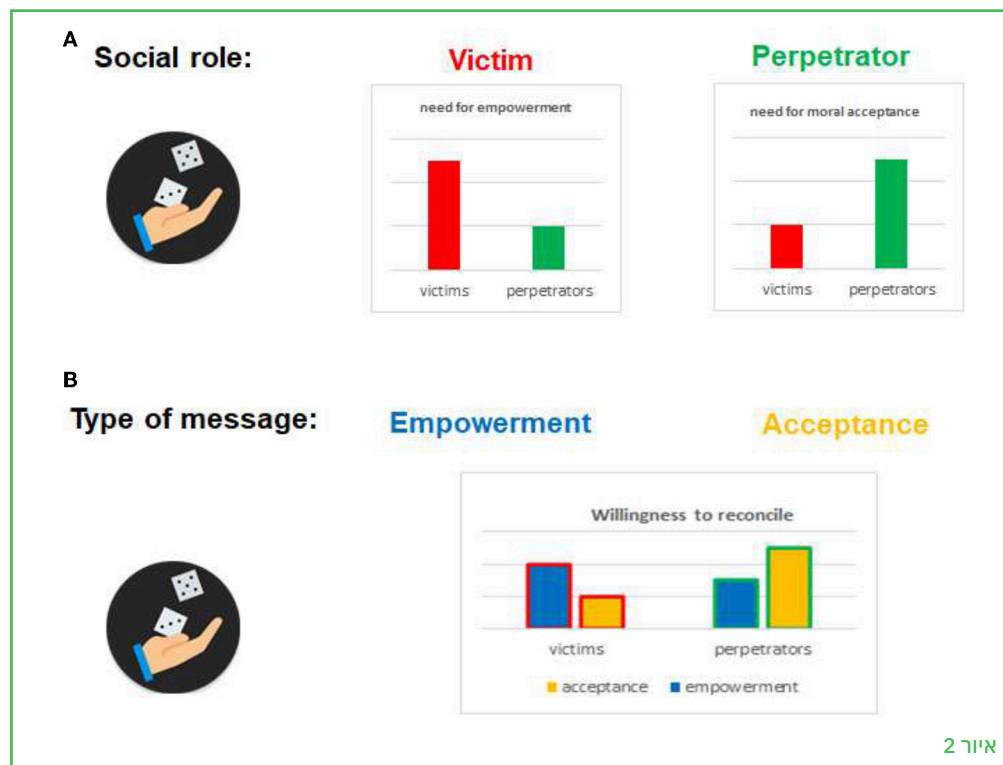 A
Social role:
Victim
Perpetrator
need for empowerment
victims
perpetrators
need for moral acceptance
victims
perpetrators
B
Type of message:
Empowerment
Acceptance
Willingness to reconcile
victims
perpetrators
acceptance
empowerment
איור 2